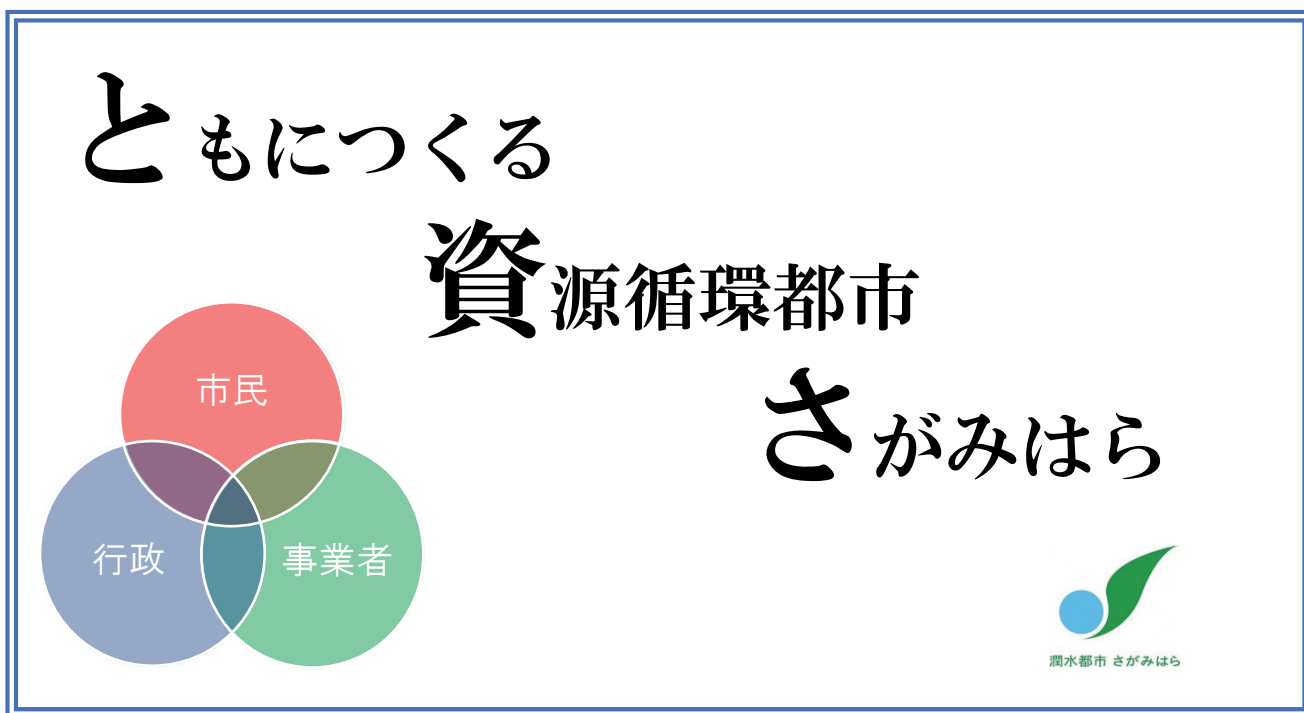 ともにつくる
資源循環都市
さがみはら
市民
行政
事業者
潤水都市 さがみはら